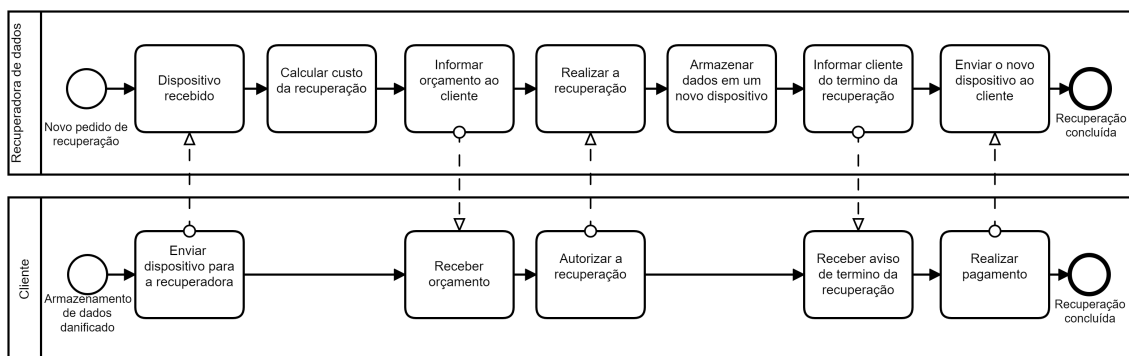 Recuperadora de dados
Novo pedido de
recuperação
Dispositivo
recebido
Calcular custo
da recuperação
Informar
orçamento ao
cliente
Realizar a
recuperação
Armazenar
dados em um
novo dispositivo
Informar cliente
do termino da
recuperação
Enviar o novo
dispositivo ao
cliente
Recuperação
concluída
Cliente
Armazenamento
de dados
danificado
Enviar
dispositivo para
a recuperadora
Receber
orçamento
Autorizar a
recuperação
Receber aviso
de termino da
recuperação
Realizar
pagamento
Recuperação
concluída